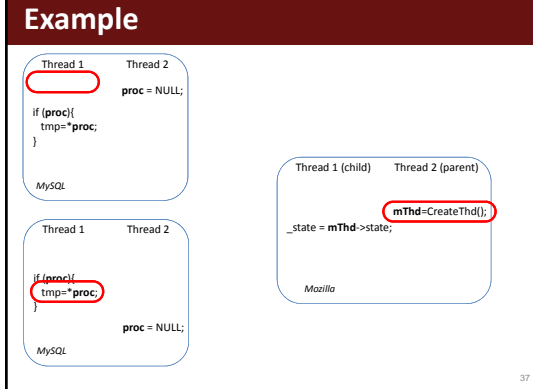 Example
Thread 1 Thread 2
proc = NULL;
if (proc){
tmp=*proc;
}
MySQL
Thread 1 Thread 2
if (proc){
tmp=*proc;
}
proc = NULL;
MySQL
Thread 1 (child) Thread 2 (parent)
mThd=CreateThd();
_state = mThd->state;
Mozilla
37